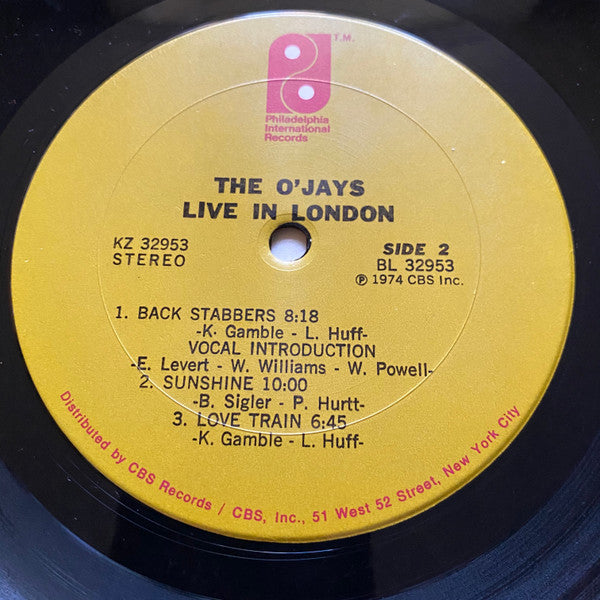 T.M.
Philadelphia
International
Records
THE O'JAYS
LIVE IN LONDON
KZ 32953
STEREO
SIDE 2
BL 32953
℗ 1974 CBS Inc.
1. BACK STABBERS 8:18
-K. Gamble - L. Huff-
VOCAL INTRODUCTION
-E. Levert - W. Williams - W. Powell-
2. SUNSHINE 10:00
-B. Sigler - P. Hurtt-
3. LOVE TRAIN 6:45
-K. Gamble - L. Huff-
Distributed by CBS Records / CBS, Inc., 51 West 52 Street, New York City